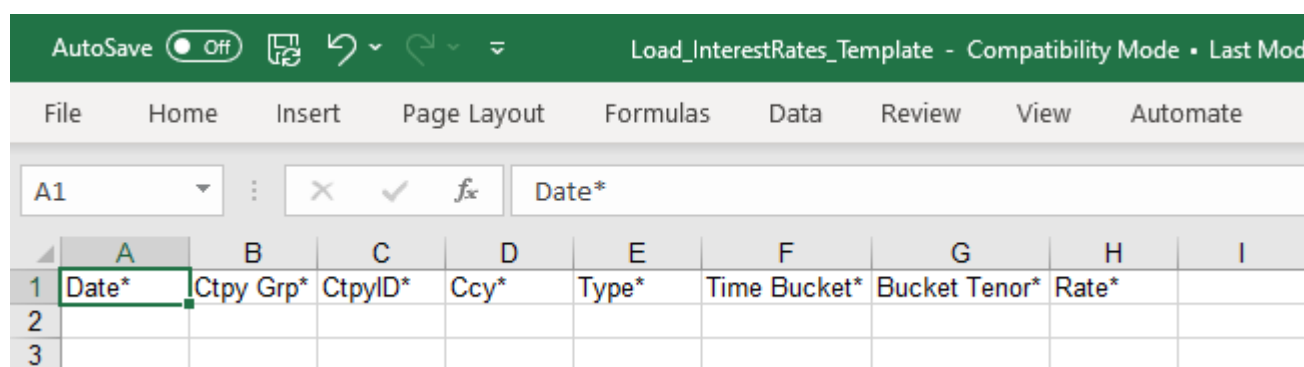 AutoSave Off Load_InterestRates_Template - Compatibility Mode • Last Mod
File Home Insert Page Layout Formulas Data Review View Automate
A1 fx Date*
A B C D E F G H I
1 Date* Ctpy Grp* CtpyID* Ccy* Type* Time Bucket* Bucket Tenor* Rate*
2
3